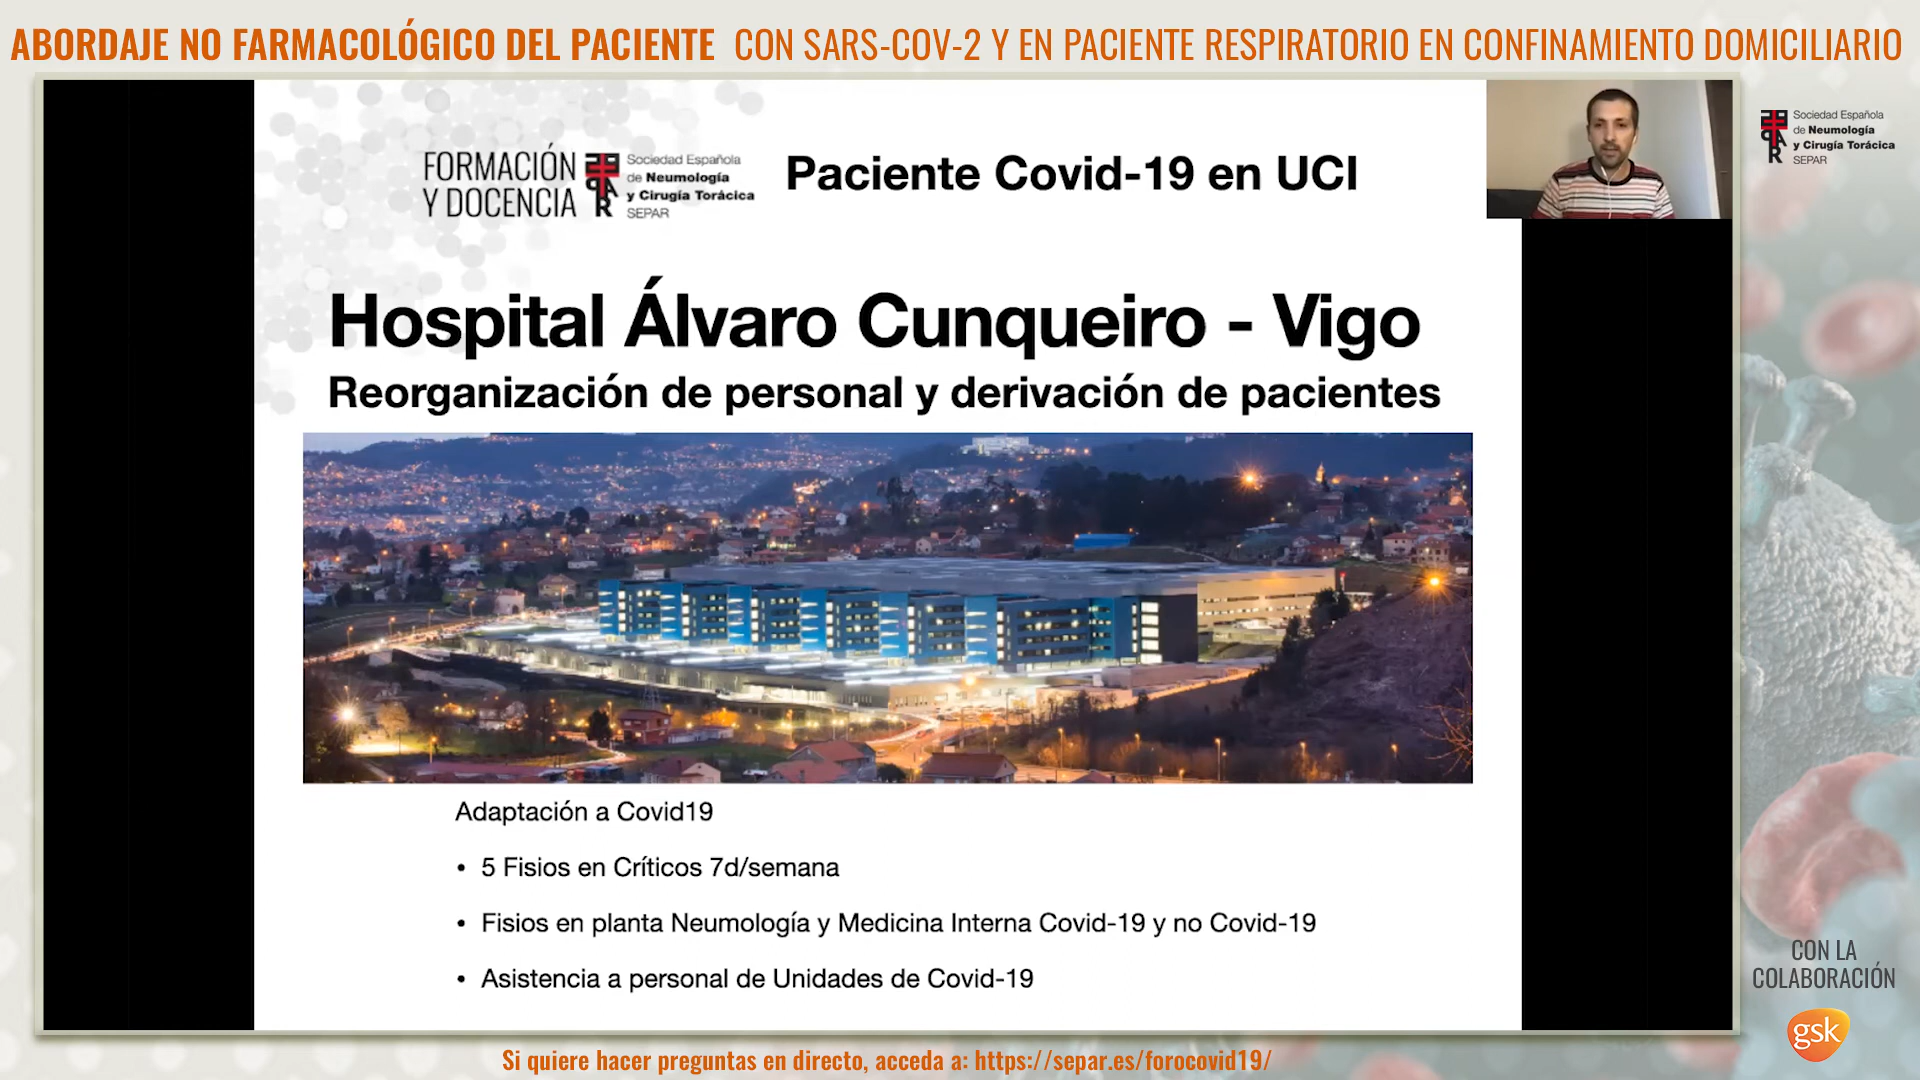 ABORDAJE NO FARMACOLÓGICO DEL PACIENTE CON SARS-COV-2 Y EN PACIENTE RESPIRATORIO EN CONFINAMIENTO DOMICILIARIO
FORMACIÓN
Y DOCENCIA
Sociedad Española
de Neumología
y Cirugía Torácica
SEPAR
Paciente Covid-19 en UCI
Sociedad Española
de Neumología
y Cirugía Torácica
SEPAR
Hospital Álvaro Cunqueiro - Vigo
Reorganización de personal y derivación de pacientes
Adaptación a Covid19
• 5 Fisios en Críticos 7d/semana
• Fisios en planta Neumología y Medicina Interna Covid-19 y no Covid-19
• Asistencia a personal de Unidades de Covid-19
CON LA
COLABORACIÓN
gsk
Si quiere hacer preguntas en directo, acceda a: https://separ.es/forocovid19/